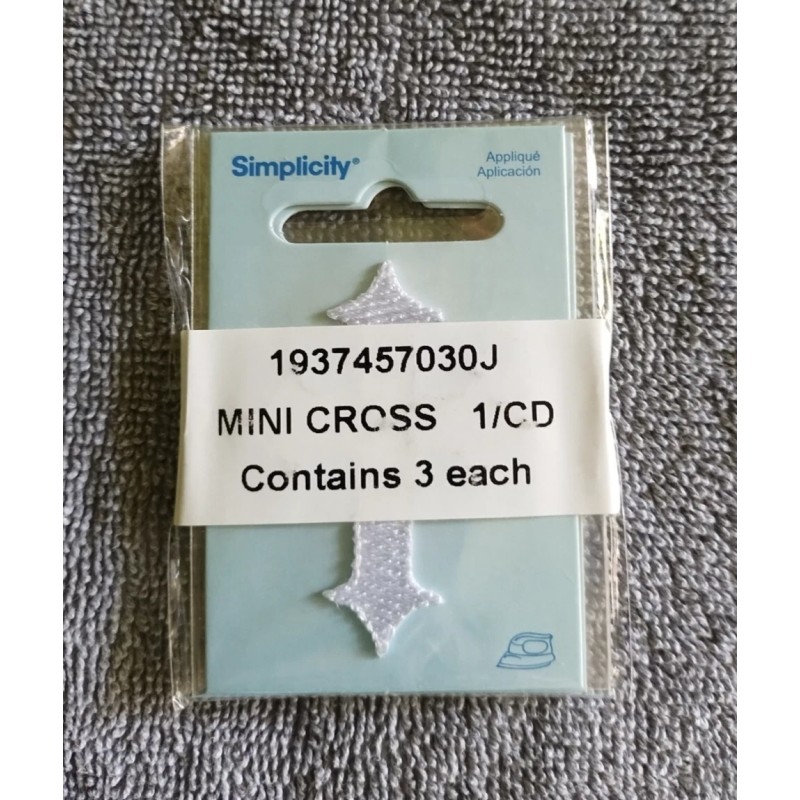 Simplicity®
Appliqué
Aplicación
1937457030J
MINI CROSS 1/CD
Contains 3 each